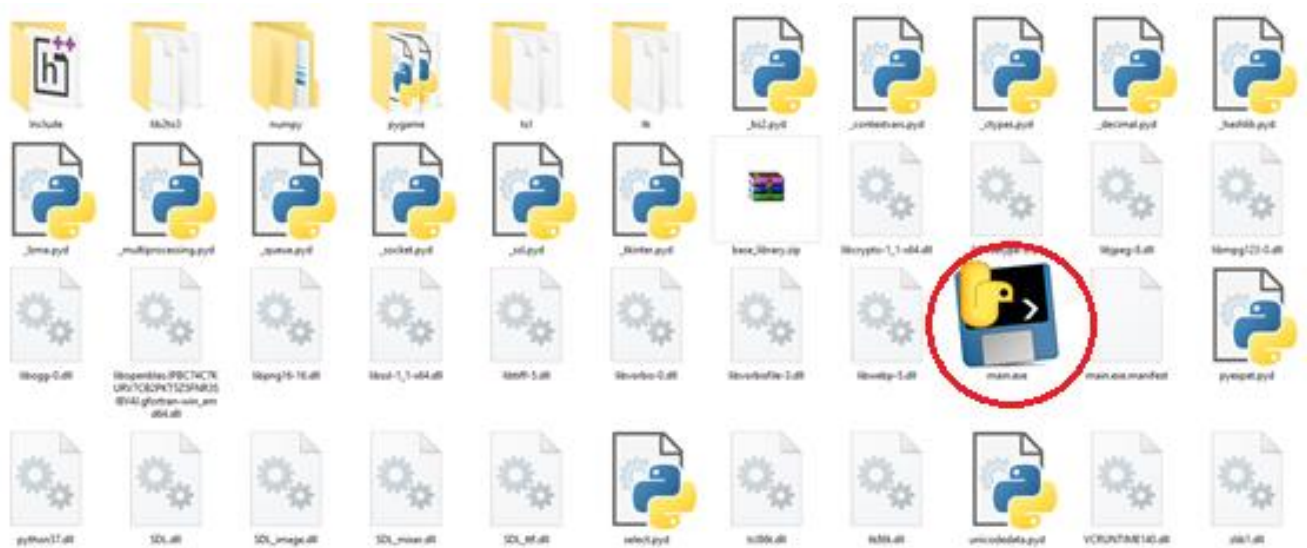 Include
lib2to3
numpy
pygame
tcl
tk
_bz2.pyd
_contextvars.pyd
_ctypes.pyd
_decimal.pyd
_hashlib.pyd
_lzma.pyd
_multiprocessing.pyd
_queue.pyd
_socket.pyd
_ssl.pyd
_tkinter.pyd
base_library.zip
libcrypto-1_1-x64.dll
libjpeg-9.dll
libmpg123-0.dll
libogg-0.dll
gfortran-win_am
d64.dll
libpng16-16.dll
libssl-1_1-x64.dll
libtiff-5.dll
libvorbis-0.dll
libvorbisfile-3.dll
libwebp-5.dll
main.exe
main.exe.manifest
pyexpat.pyd
python37.dll
SDL.dll
SDL_image.dll
SDL_mixer.dll
SDL_ttf.dll
select.pyd
tcl86t.dll
tk86t.dll
unicodedata.pyd
VCRUNTIME140.dll
zlib1.dll